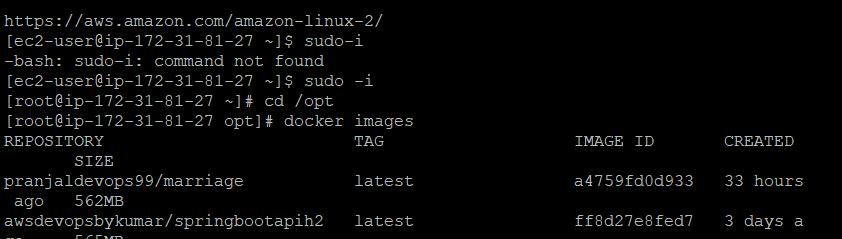 https://aws.amazon.com/amazon-linux-2/
[ec2-user@ip-172-31-81-27 ~]$ sudo-i
-bash: sudo-i: command not found
[ec2-user@ip-172-31-81-27 ~]$ sudo -i
[root@ip-172-31-81-27 ~]# cd /opt
[root@ip-172-31-81-27 opt]# docker images
REPOSITORY                         TAG                   IMAGE ID       CREATED
       SIZE
pranjaldevops99/marriage           latest                a4759fd0d933   33 hours
 ago   562MB
awsdevopsbykumar/springbootapih2   latest                ff8d27e8fed7   3 days a
go     565MB